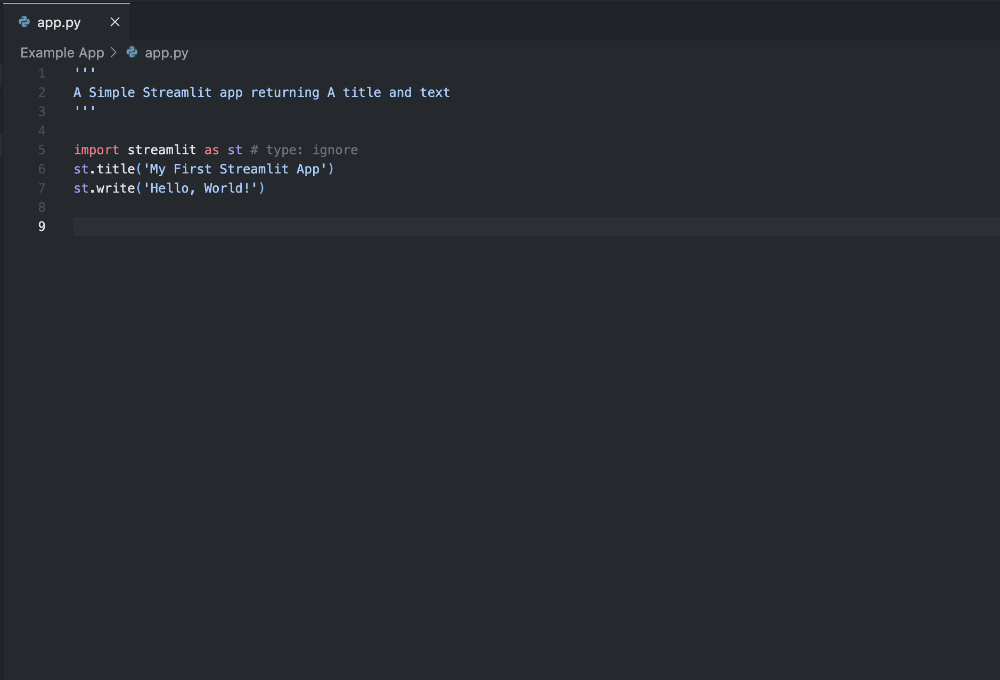 app.py
Example App > app.py
1 '''
2 A Simple Streamlit app returning A title and text
3 '''
4
5 import streamlit as st # type: ignore
6 st.title('My First Streamlit App')
7 st.write('Hello, World!')
8
9